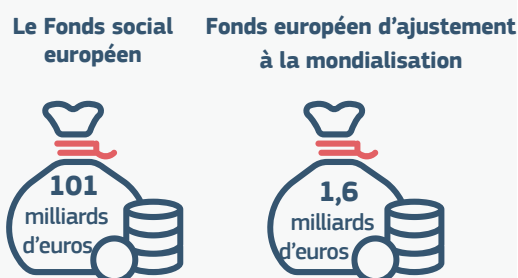 Le Fonds social
européen
Fonds européen d'ajustement
à la mondialisation
101
milliards
d'euros
1,6
milliards
d'euros